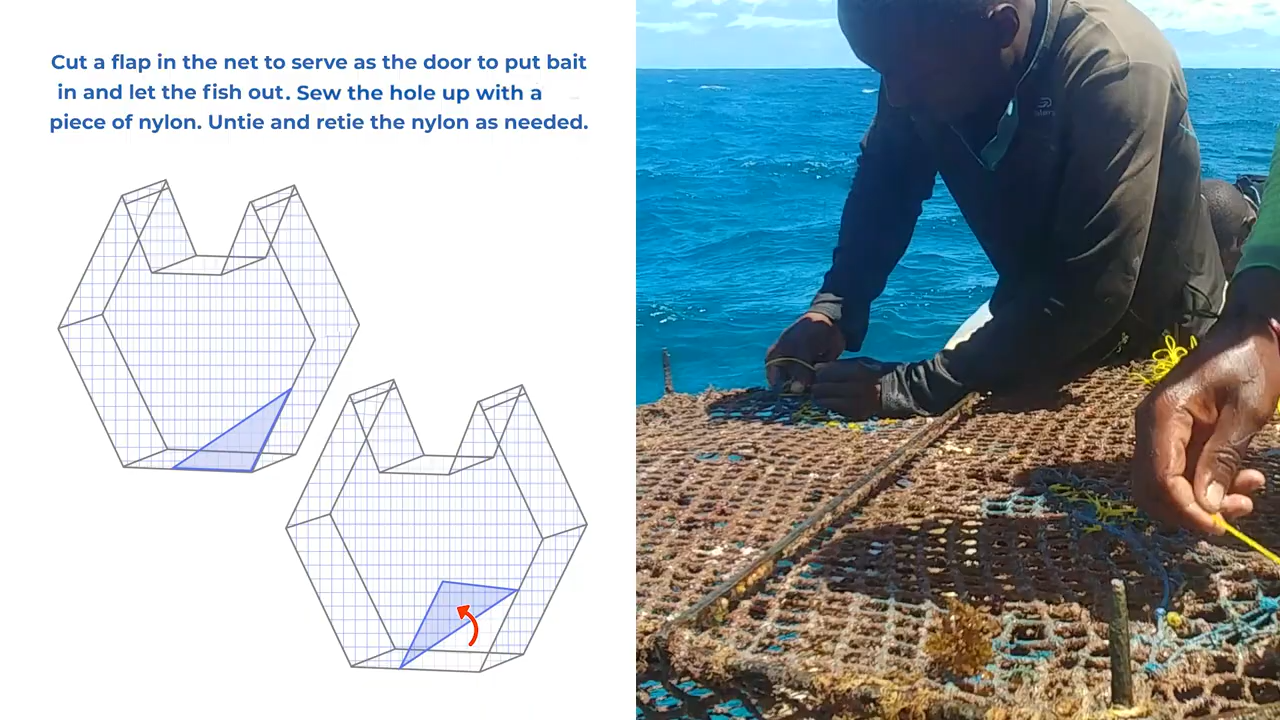 Cut a flap in the net to serve as the door to put bait
in and let the fish out. Sew the hole up with a
piece of nylon. Untie and retie the nylon as needed.